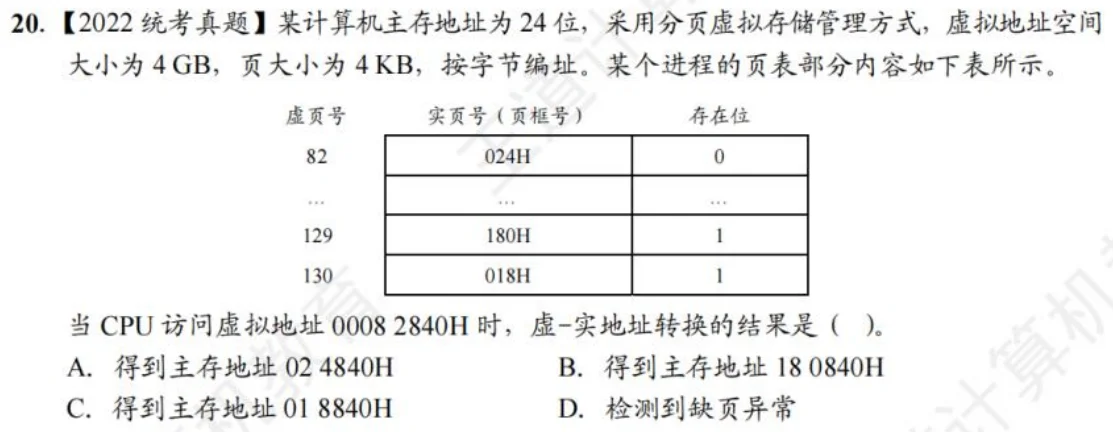 20.【2022 统考真题】某计算机主存地址为 24 位，采用分页虚拟存储管理方式，虚拟地址空间
大小为 4 GB，页大小为 4 KB，按字节编址。某个进程的页表部分内容如下表所示。
虚页号 实页号（页框号） 存在位
82 024H 0
… … …
129 180H 1
130 018H 1
当 CPU 访问虚拟地址 0008 2840H 时，虚-实地址转换的结果是（ ）。
A. 得到主存地址 02 4840H B. 得到主存地址 18 0840H
C. 得到主存地址 01 8840H D. 检测到缺页异常